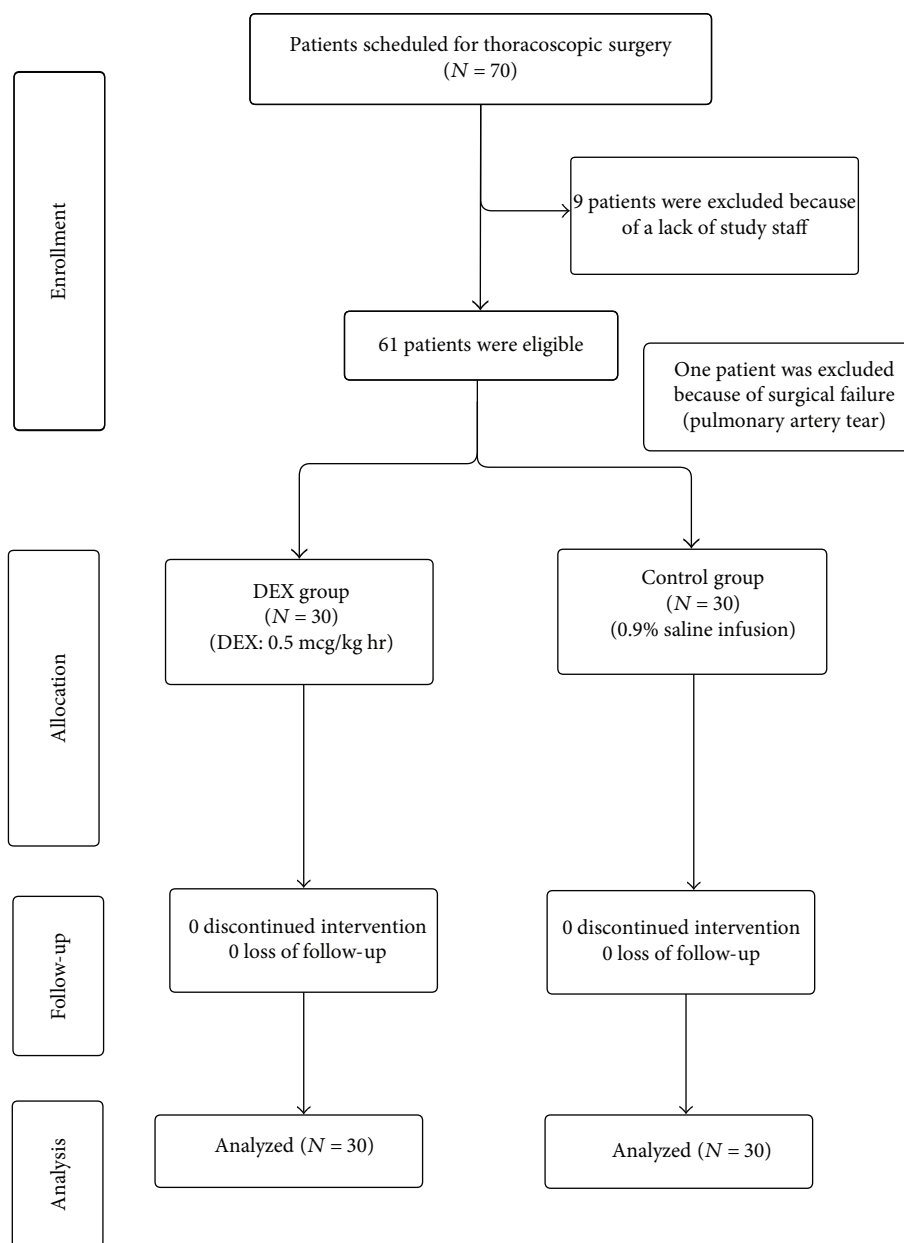 Patients scheduled for thoracoscopic surgery
(N = 70)
Enrollment
9 patients were excluded because
of a lack of study staff
61 patients were eligible
One patient was excluded
because of surgical failure
(pulmonary artery tear)
Allocation
DEX group
(N = 30)
(DEX: 0.5 mcg/kg hr)
Control group
(N = 30)
(0.9% saline infusion)
Follow-up
0 discontinued intervention
0 loss of follow-up
0 discontinued intervention
0 loss of follow-up
Analysis
Analyzed (N = 30)
Analyzed (N = 30)